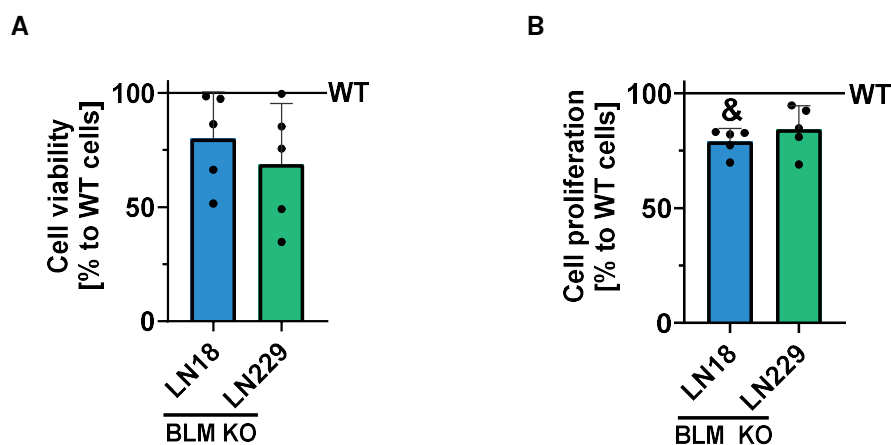 A
Cell viability
[% to WT cells]
100
50
0
WT
LN18
LN229
BLM KO
B
Cell proliferation
[% to WT cells]
100
50
0
&
WT
LN18
LN229
BLM KO